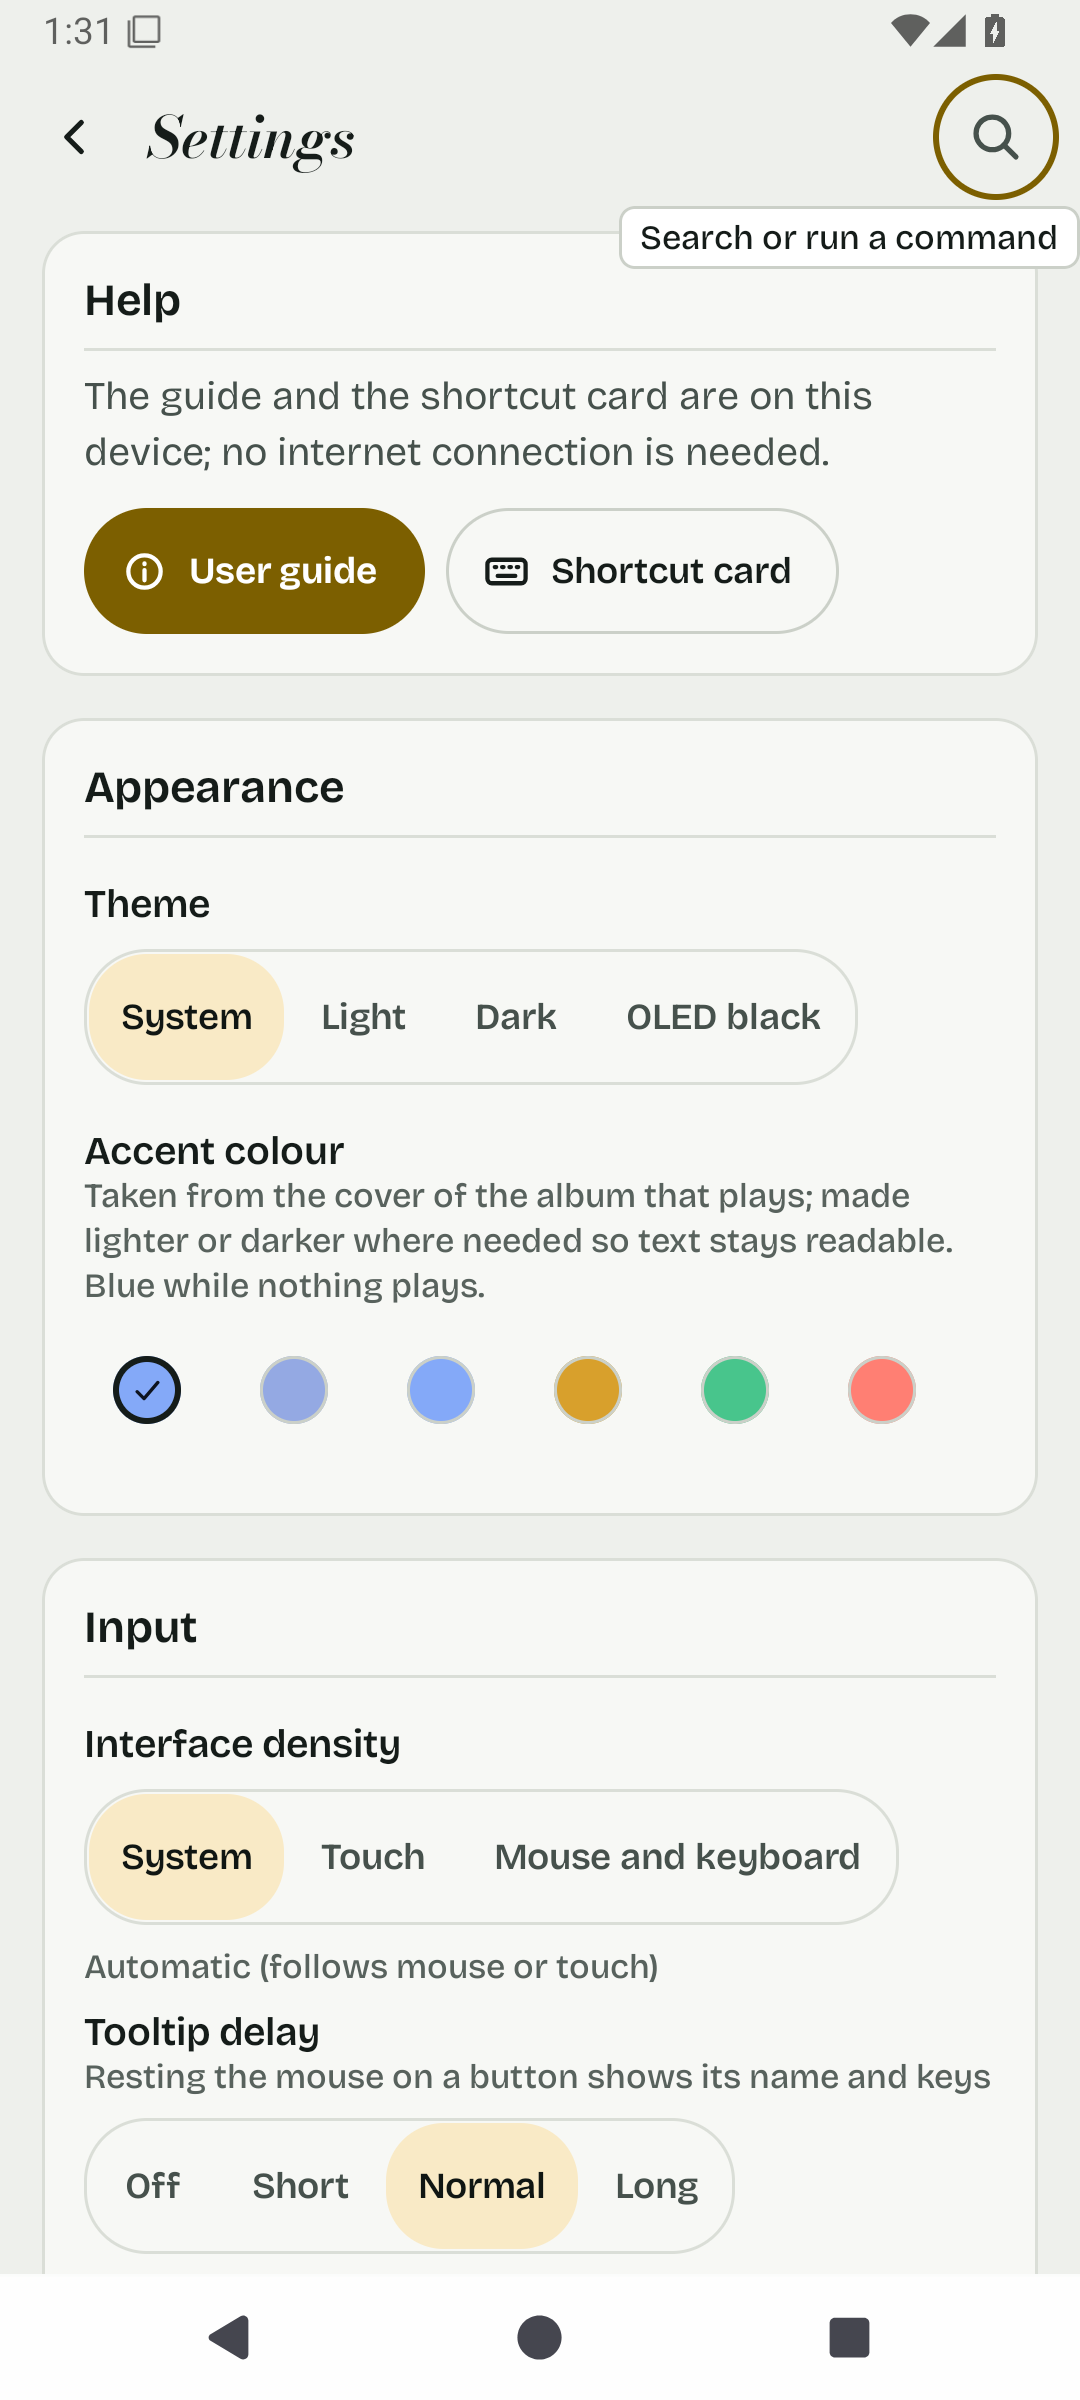 1:31
Settings
Search or run a command
Help
The guide and the shortcut card are on this
device; no internet connection is needed.
User guide
Shortcut card
Appearance
Theme
System
Light
Dark
OLED black
Accent colour
Taken from the cover of the album that plays; made
lighter or darker where needed so text stays readable.
Blue while nothing plays.
Input
Interface density
System
Touch
Mouse and keyboard
Automatic (follows mouse or touch)
Tooltip delay
Resting the mouse on a button shows its name and keys
Off
Short
Normal
Long